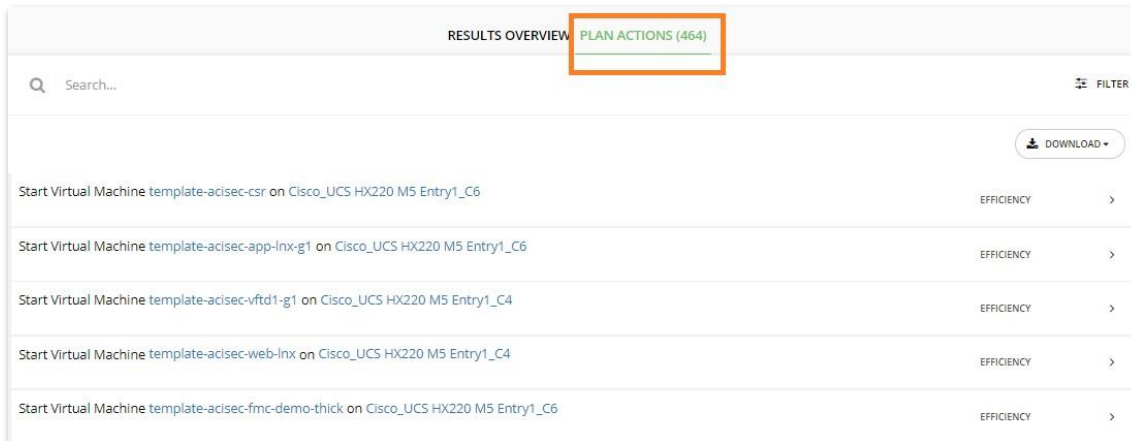 RESULTS OVERVIEW PLAN ACTIONS (464)
Search... FILTER
DOWNLOAD
Start Virtual Machine template-acisec-csr on Cisco_UCS HX220 M5 Entry1_C6 EFFICIENCY >
Start Virtual Machine template-acisec-app-lnx-g1 on Cisco_UCS HX220 M5 Entry1_C6 EFFICIENCY >
Start Virtual Machine template-acisec-vftd1-g1 on Cisco_UCS HX220 M5 Entry1_C4 EFFICIENCY >
Start Virtual Machine template-acisec-web-lnx on Cisco_UCS HX220 M5 Entry1_C4 EFFICIENCY >
Start Virtual Machine template-acisec-fmc-demo-thick on Cisco_UCS HX220 M5 Entry1_C6 EFFICIENCY >